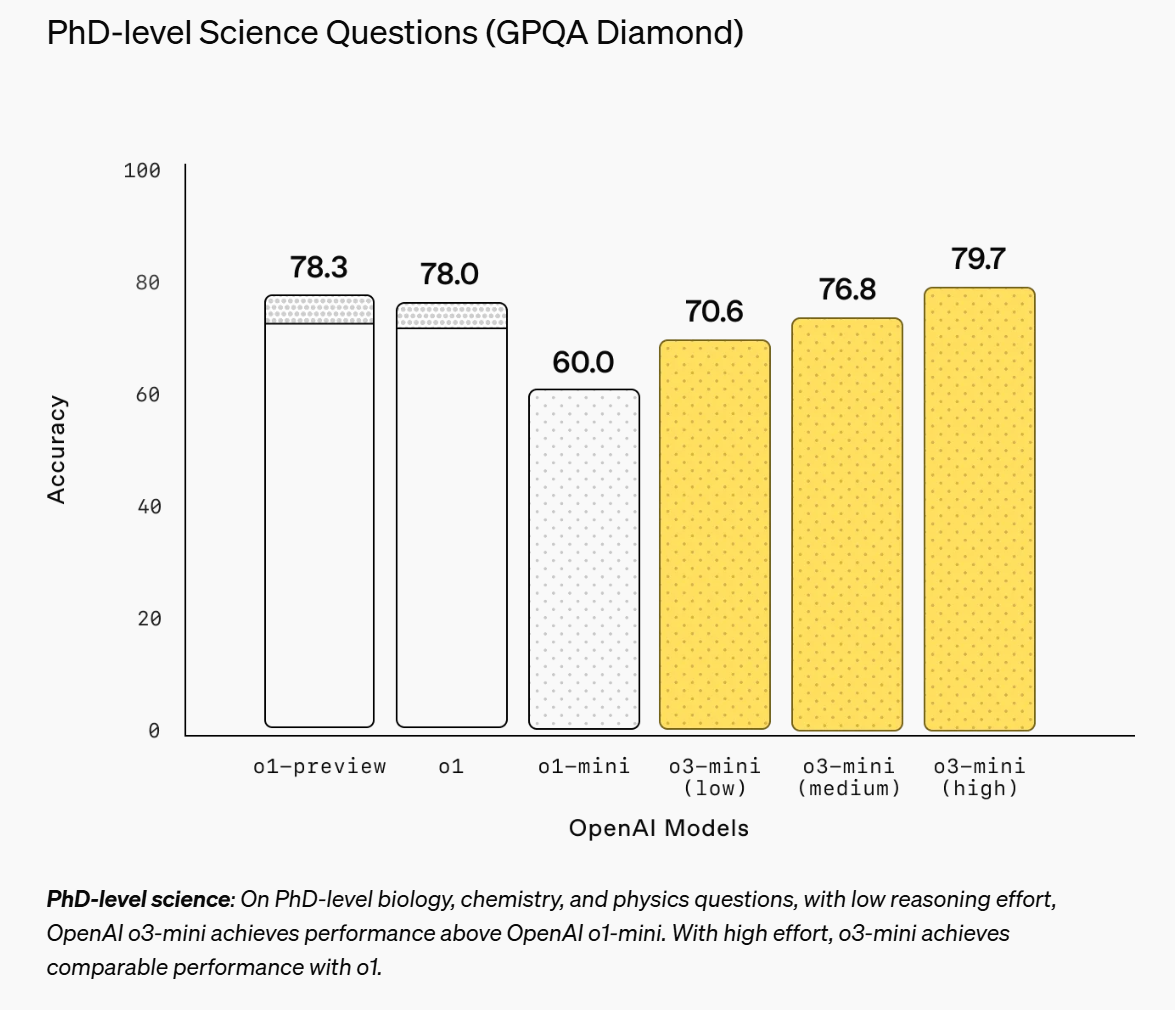 PhD-level Science Questions (GPQA Diamond)
100
80
60
40
20
0
Accuracy
78.3
78.0
60.0
70.6
76.8
79.7
o1-preview
o1
o1-mini
o3-mini
(low)
o3-mini
(medium)
o3-mini
(high)
OpenAI Models
PhD-level science: On PhD-level biology, chemistry, and physics questions, with low reasoning effort,
OpenAI o3-mini achieves performance above OpenAI o1-mini. With high effort, o3-mini achieves
comparable performance with o1.